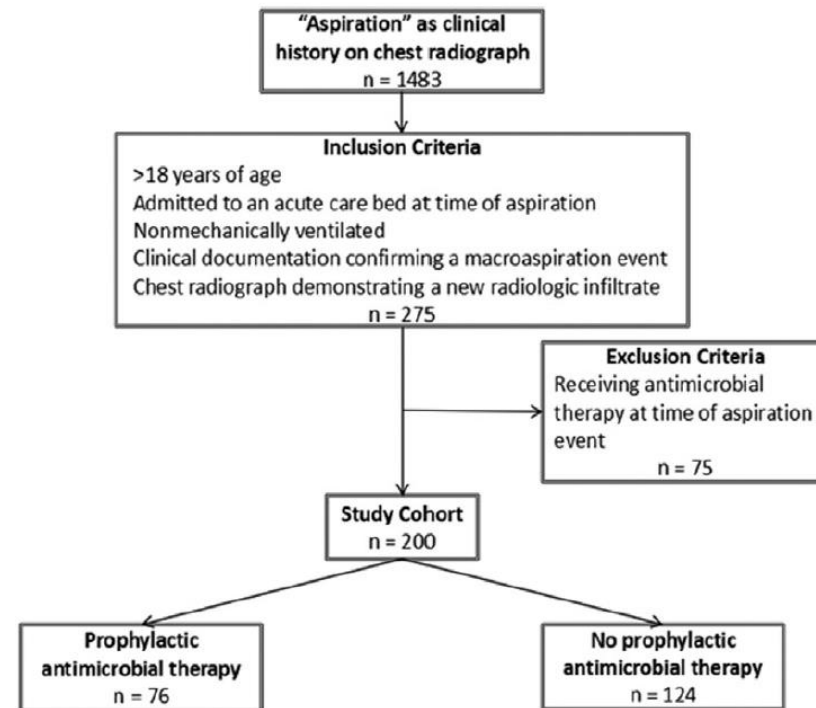 “Aspiration” as clinical
history on chest radiograph
n = 1483
Inclusion Criteria
>18 years of age
Admitted to an acute care bed at time of aspiration
Nonmechanically ventilated
Clinical documentation confirming a macroaspiration event
Chest radiograph demonstrating a new radiologic infiltrate
n = 275
Exclusion Criteria
Receiving antimicrobial
therapy at time of aspiration
event
n = 75
Study Cohort
n = 200
Prophylactic
antimicrobial therapy
n = 76
No prophylactic
antimicrobial therapy
n = 124